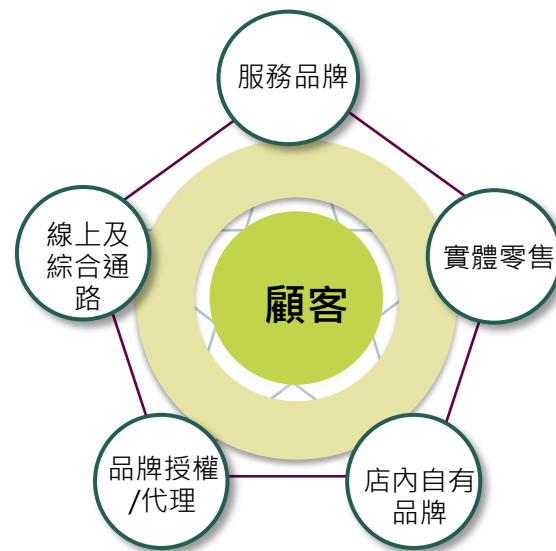 服務品牌
線上及
綜合通
路
實體零售
顧客
品牌授權
/代理
店內自有
品牌